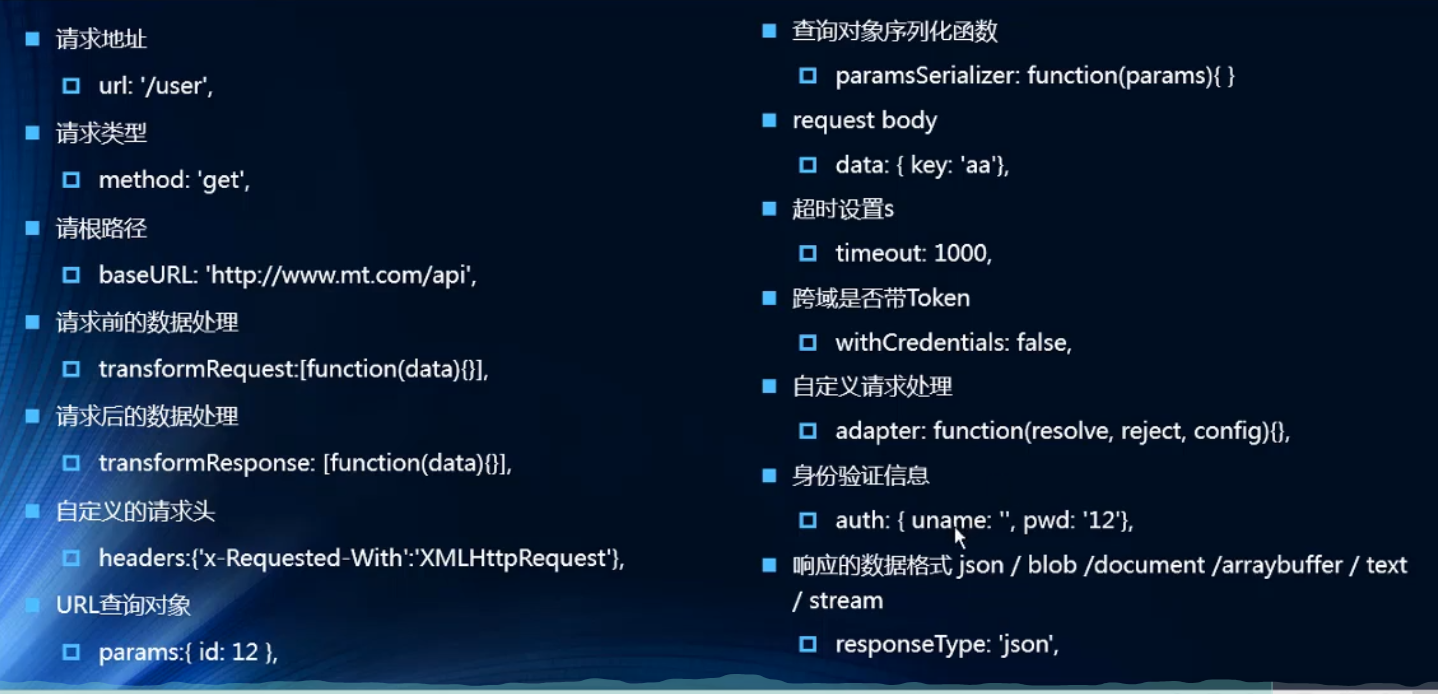 请求地址
url: '/user',
请求类型
method: 'get',
请根路径
baseURL: 'http://www.mt.com/api',
请求前的数据处理
transformRequest:[function(data){}],
请求后的数据处理
transformResponse: [function(data){}],
自定义的请求头
headers:{'x-Requested-With':'XMLHttpRequest'},
URL查询对象
params:{ id: 12 },
查询对象序列化函数
paramsSerializer: function(params){ }
request body
data: { key: 'aa'},
超时设置s
timeout: 1000,
跨域是否带Token
withCredentials: false,
自定义请求处理
adapter: function(resolve, reject, config){},
身份验证信息
auth: { uname: '', pwd: '12'},
响应的数据格式 json / blob /document /arraybuffer / text
/ stream
responseType: 'json',